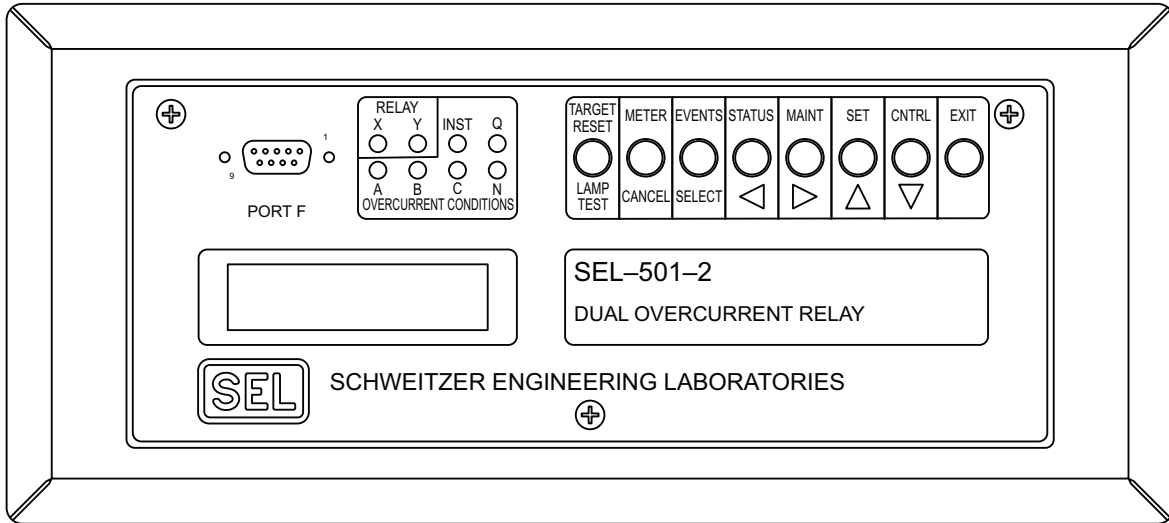 RELAY
X Y INST Q
A B C N
OVERCURRENT CONDITIONS
1
9
PORT F
TARGET RESET
LAMP TEST
METER
CANCEL
EVENTS
SELECT
STATUS
MAINT
SET
CNTRL
EXIT
SEL–501–2
DUAL OVERCURRENT RELAY
SEL
SCHWEITZER ENGINEERING LABORATORIES